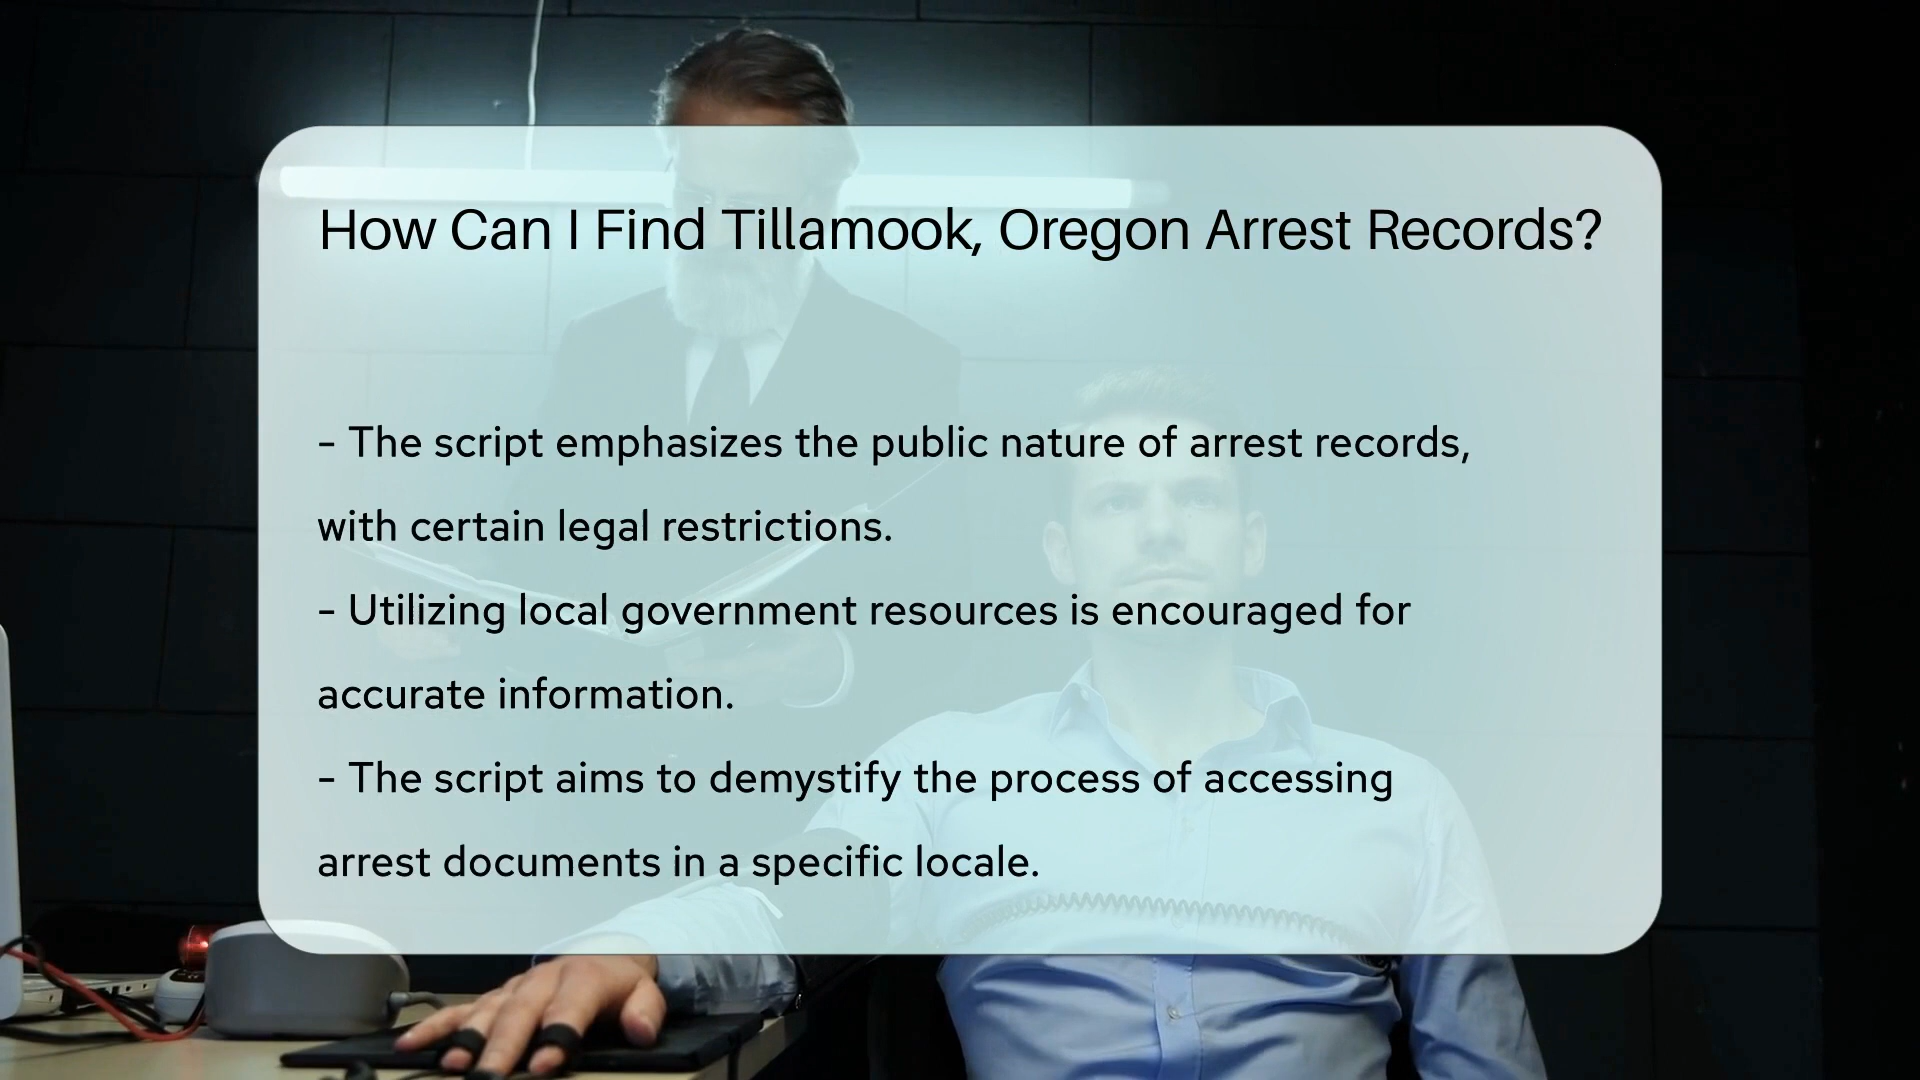 How Can I Find Tillamook, Oregon Arrest Records?
– The script emphasizes the public nature of arrest records,
with certain legal restrictions.
– Utilizing local government resources is encouraged for
accurate information.
– The script aims to demystify the process of accessing
arrest documents in a specific locale.